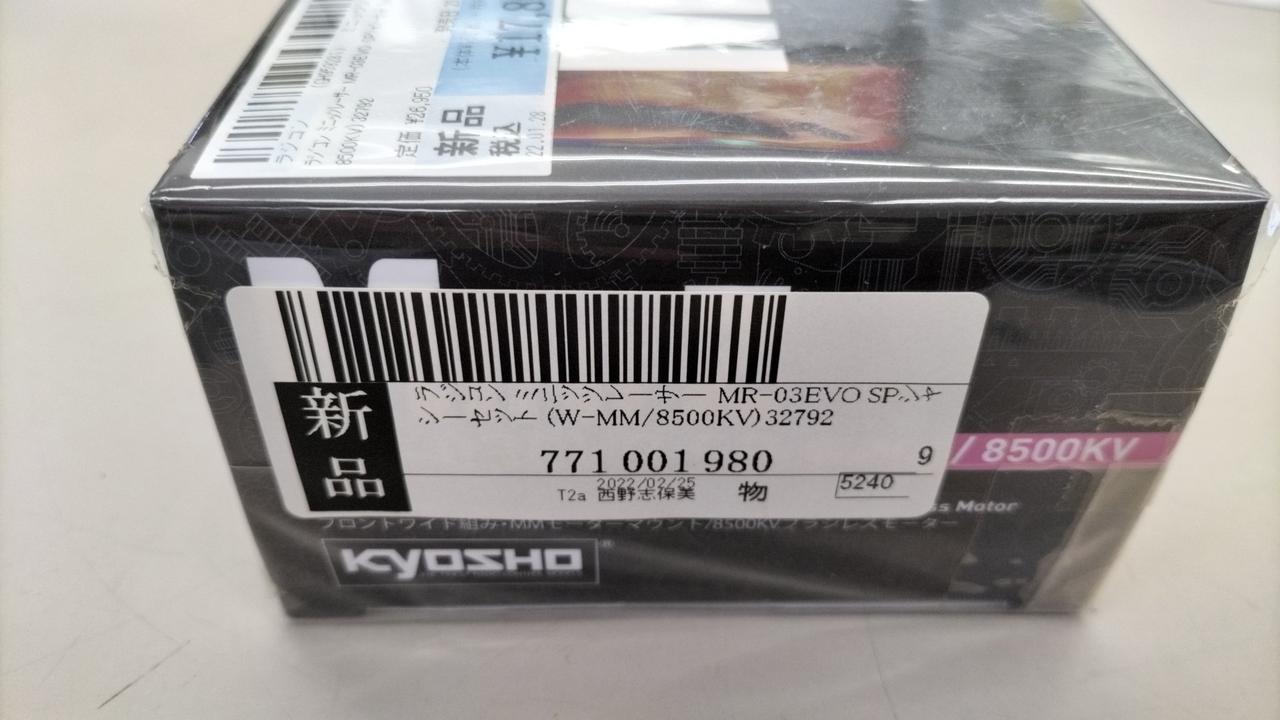 ラジコン
ラジコン ミニッツレーサー MR-03EVO
8500KV) 32792
定価 ¥26,950
新品
税込
22.01.28
¥17,8
新品
ラジコン ミニッツレーサー MR-03EVO SPシャ
シーセット (W-MM/8500KV)32792
771 001 980
9
2022/02/25
T2a 西野志保美 物
5240
/ 8500KV
ss Motor
フロントワイド組み・MMモーターマウント/8500KVブラシレスモーター
KYOSHO®